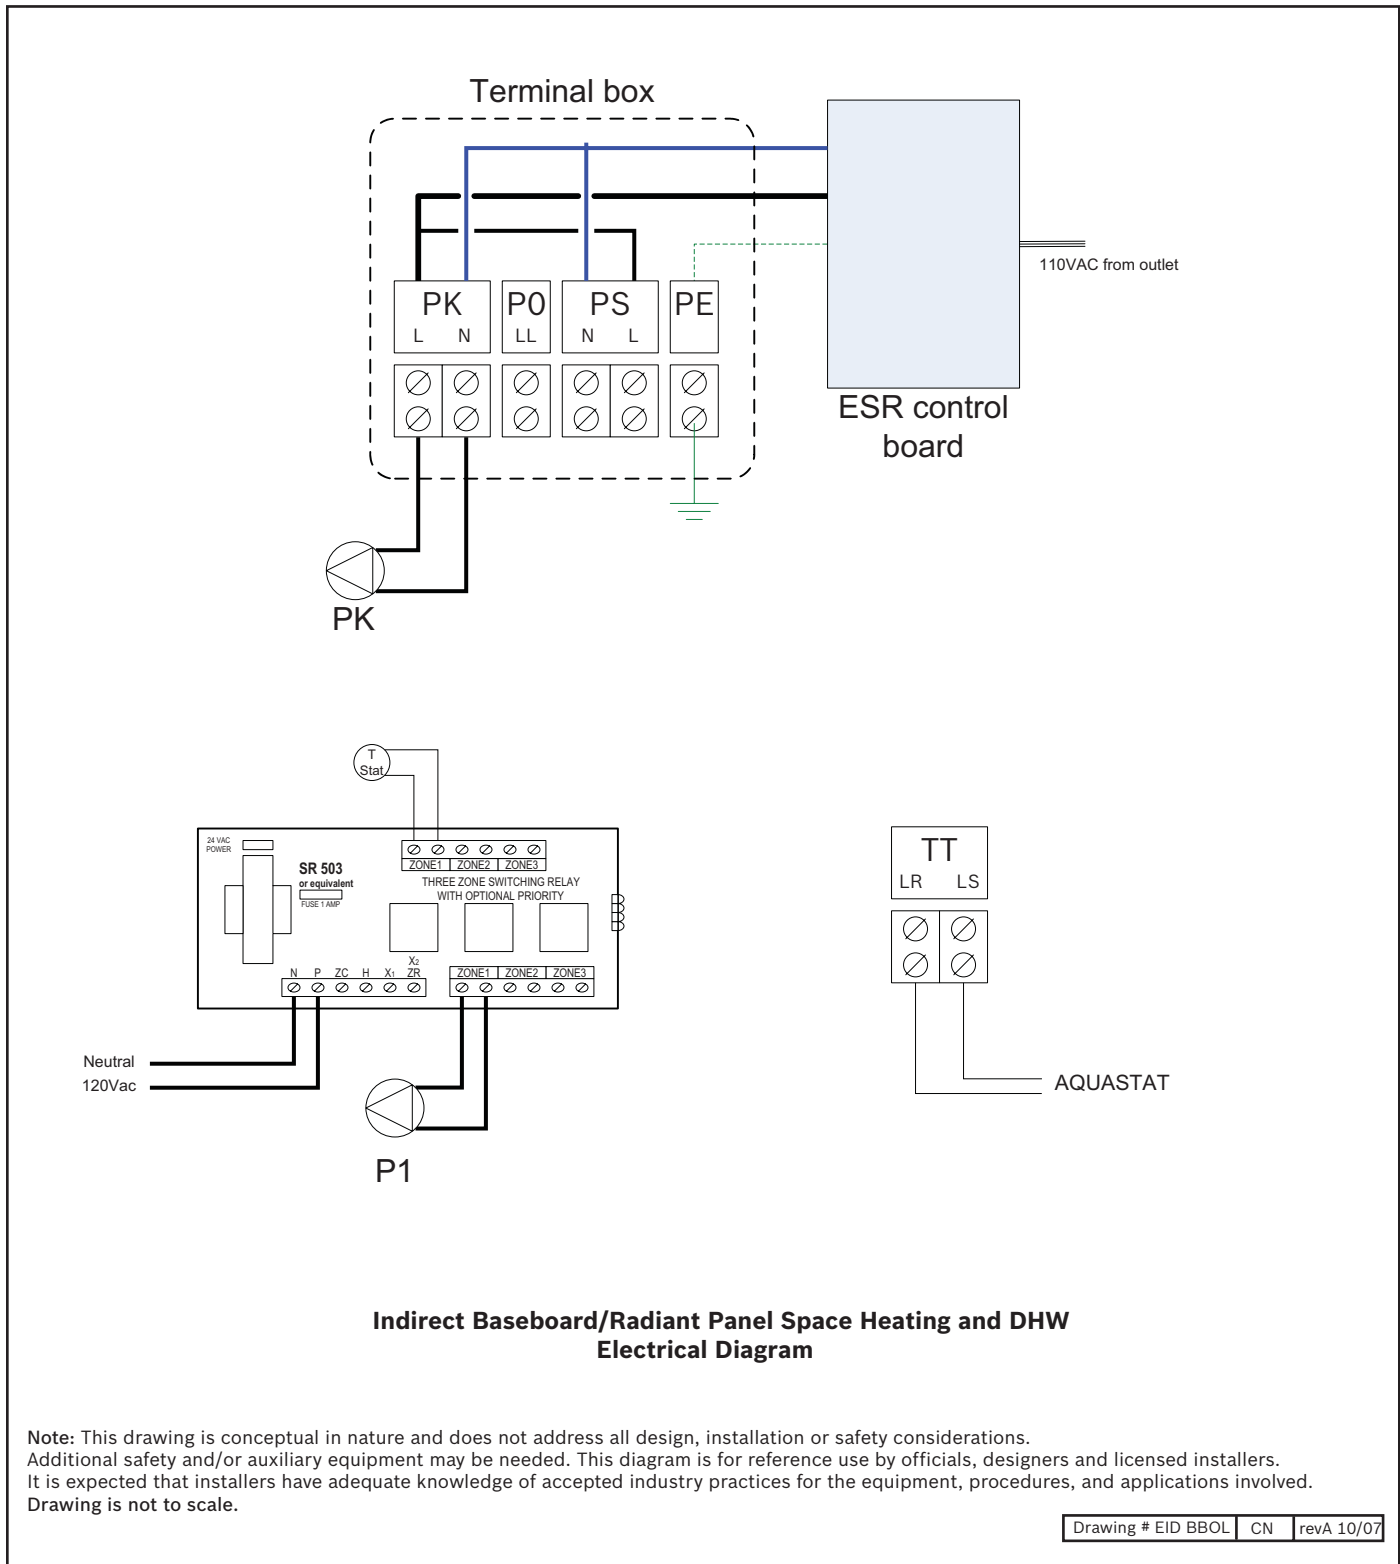 Terminal box
110VAC from outlet
PK P0 PS PE
L N LL N L
ESR control
board
PK
T
Stat
24 VAC
POWER
SR 503
or equivalent
FUSE 1 AMP
ZONE1 ZONE2 ZONE3
THREE ZONE SWITCHING RELAY
WITH OPTIONAL PRIORITY
X2
N P ZC H X1 ZR
ZONE1 ZONE2 ZONE3
Neutral
120Vac
P1
TT
LR LS
AQUASTAT
Indirect Baseboard/Radiant Panel Space Heating and DHW
Electrical Diagram
Note: This drawing is conceptual in nature and does not address all design, installation or safety considerations.
Additional safety and/or auxiliary equipment may be needed. This diagram is for reference use by officials, designers and licensed installers.
It is expected that installers have adequate knowledge of accepted industry practices for the equipment, procedures, and applications involved.
Drawing is not to scale.
Drawing # EID BBOL CN revA 10/07